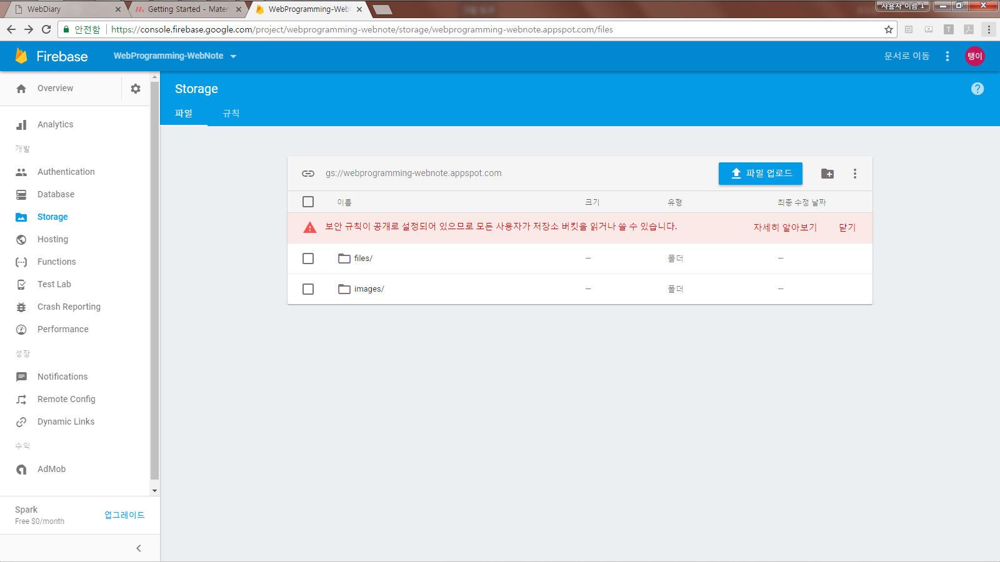 WebDiary
Getting Started - Mater
WebProgramming-Web
사용자 이름 1
안전함
https://console.firebase.google.com/project/webprogramming-webnote/storage/webprogramming-webnote.appspot.com/files
Firebase
WebProgramming-WebNote
문서로 이동
탱이
Overview
Analytics
개발
Authentication
Database
Storage
Hosting
Functions
Test Lab
Crash Reporting
Performance
성장
Notifications
Remote Config
Dynamic Links
수익
AdMob
Spark
Free $0/month
업그레이드
Storage
파일 규칙
gs://webprogramming-webnote.appspot.com
파일 업로드
이름 크기 유형 최종 수정 날짜
보안 규칙이 공개로 설정되어 있으므로 모든 사용자가 저장소 버킷을 읽거나 쓸 수 있습니다. 자세히 알아보기 닫기
files/ — 폴더 —
images/ — 폴더 —